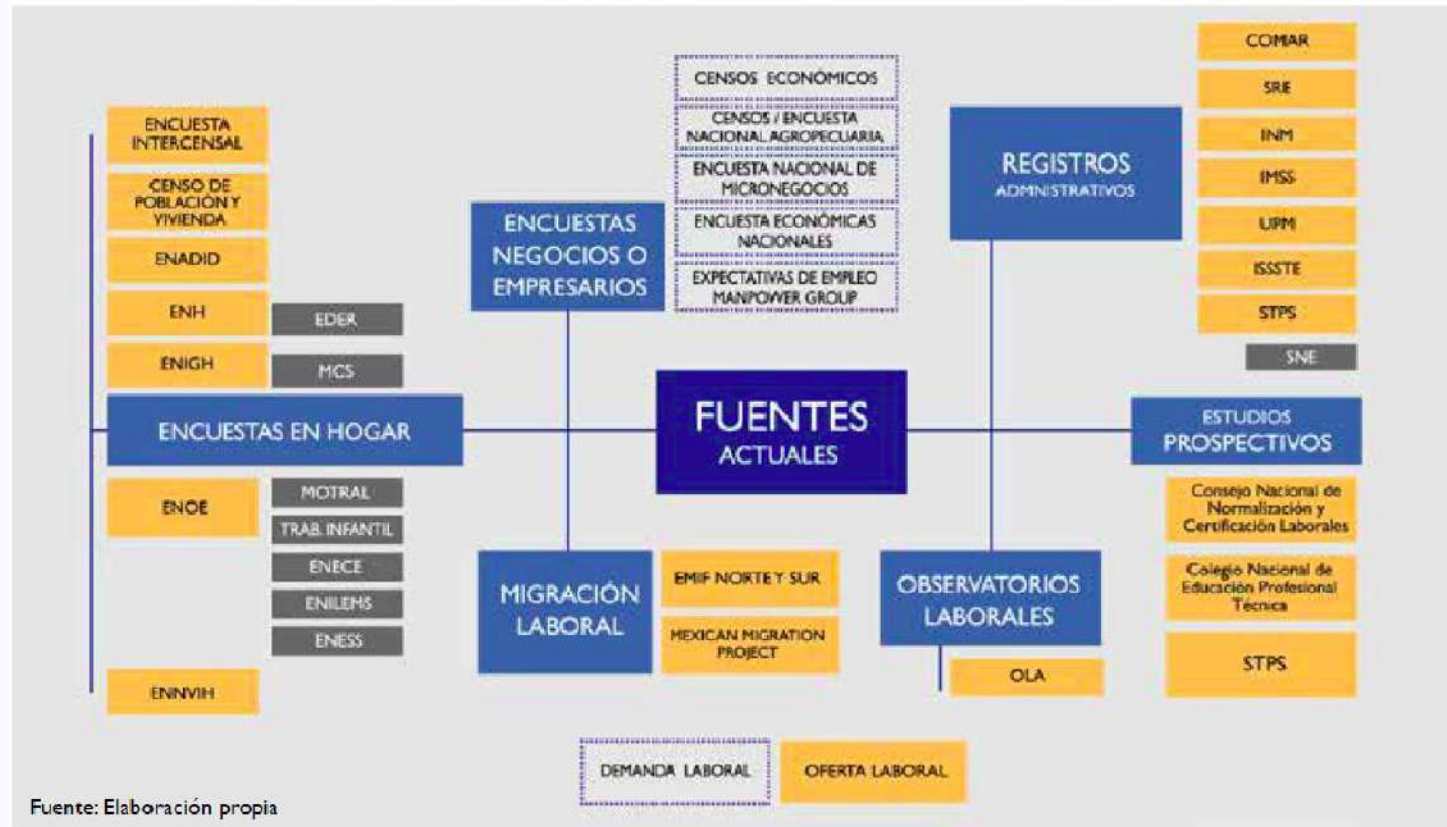 ENCUESTA
INTERCENSAL
CENSO DE
POBLACIÓN Y
VIVIENDA
ENADID
ENH
EDER
ENIGH
MCS
ENCUESTAS EN HOGAR
ENOE
MOTRAL
TRAB. INFANTIL
ENECE
ENILEMS
ENESS
ENNVIH
ENCUESTAS
NEGOCIOS O
EMPRESARIOS
CENSOS ECONÓMICOS
CENSOS / ENCUESTA
NACIONAL AGROPECUARIA
ENCUESTA NACIONAL DE
MICRONEGOCIOS
ENCUESTA ECONÓMICAS
NACIONALES
EXPECTATIVAS DE EMPLEO
MANPOWER GROUP
FUENTES
ACTUALES
MIGRACIÓN
LABORAL
EMIF NORTE Y SUR
MEXICAN MIGRATION
PROJECT
REGISTROS
ADMNISTRATIVOS
COMAR
SRE
INM
IMSS
UPM
ISSSTE
STPS
SNE
ESTUDIOS
PROSPECTIVOS
Consejo Nacional de
Normalización y
Certificación Laborales
Colegio Nacional de
Educación Profesional
Técnica
STPS
OBSERVATORIOS
LABORALES
OLA
DEMANDA LABORAL
OFERTA LABORAL
Fuente: Elaboración propia